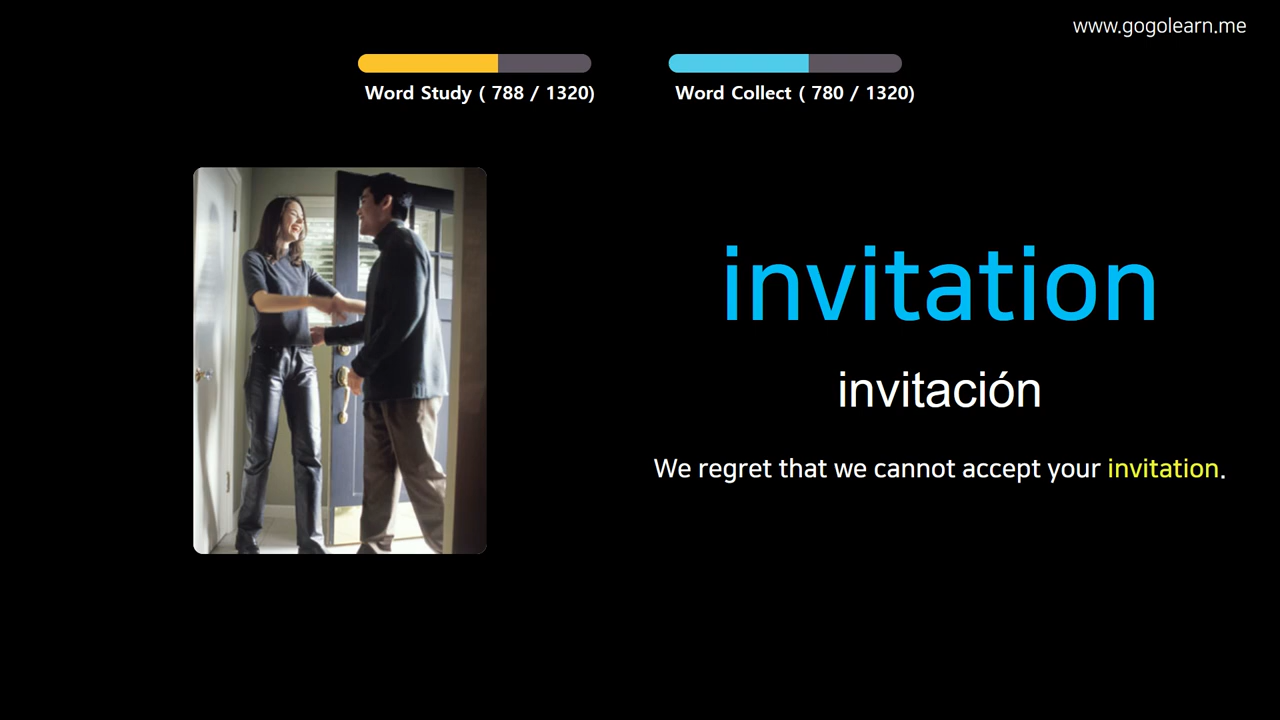 www.gogolearn.me
Word Study ( 788 / 1320)
Word Collect ( 780 / 1320)
invitation
invitación
We regret that we cannot accept your invitation.